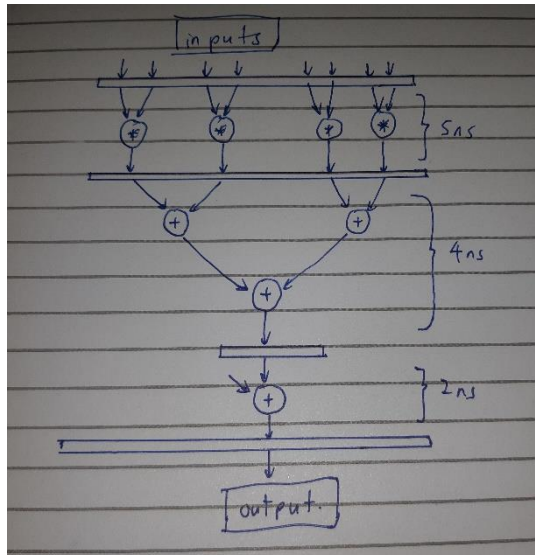 inputs
* * * * 5ns
+ +
4ns
+
+ 2ns
output.